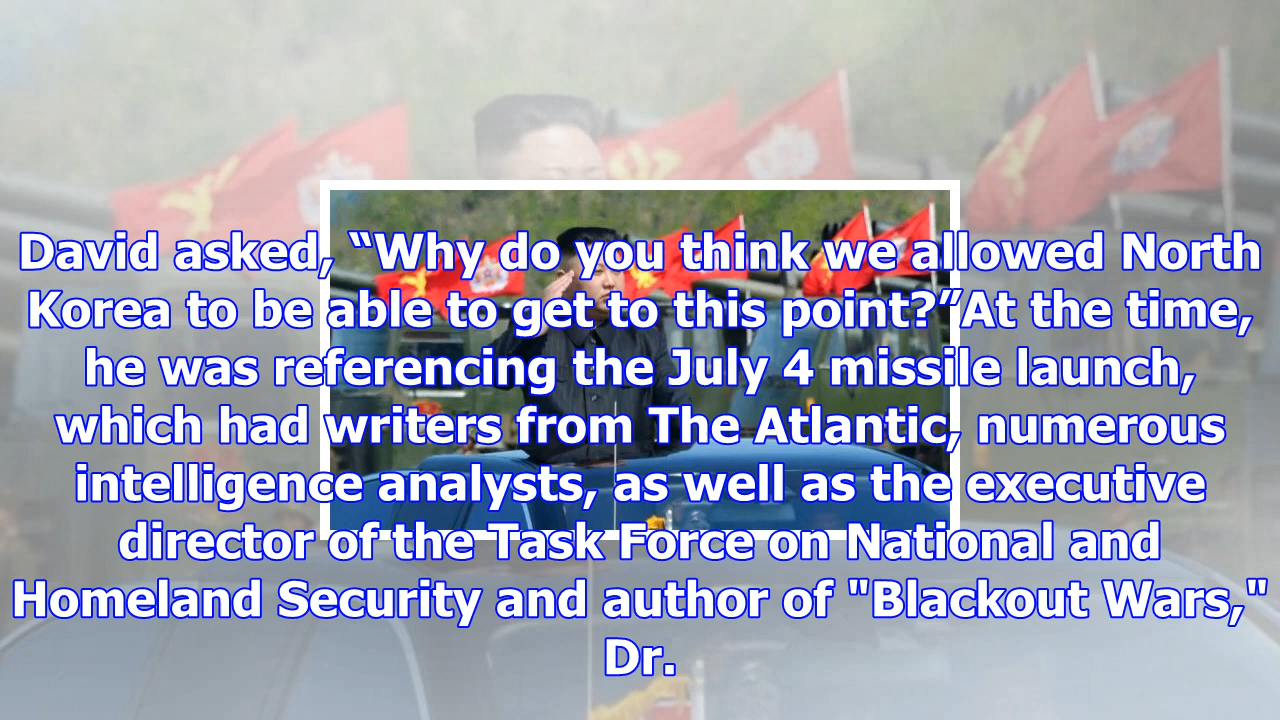 David asked, “Why do you think we allowed North
Korea to be able to get to this point?”At the time,
he was referencing the July 4 missile launch,
which had writers from The Atlantic, numerous
intelligence analysts, as well as the executive
director of the Task Force on National and
Homeland Security and author of "Blackout Wars,"
Dr.